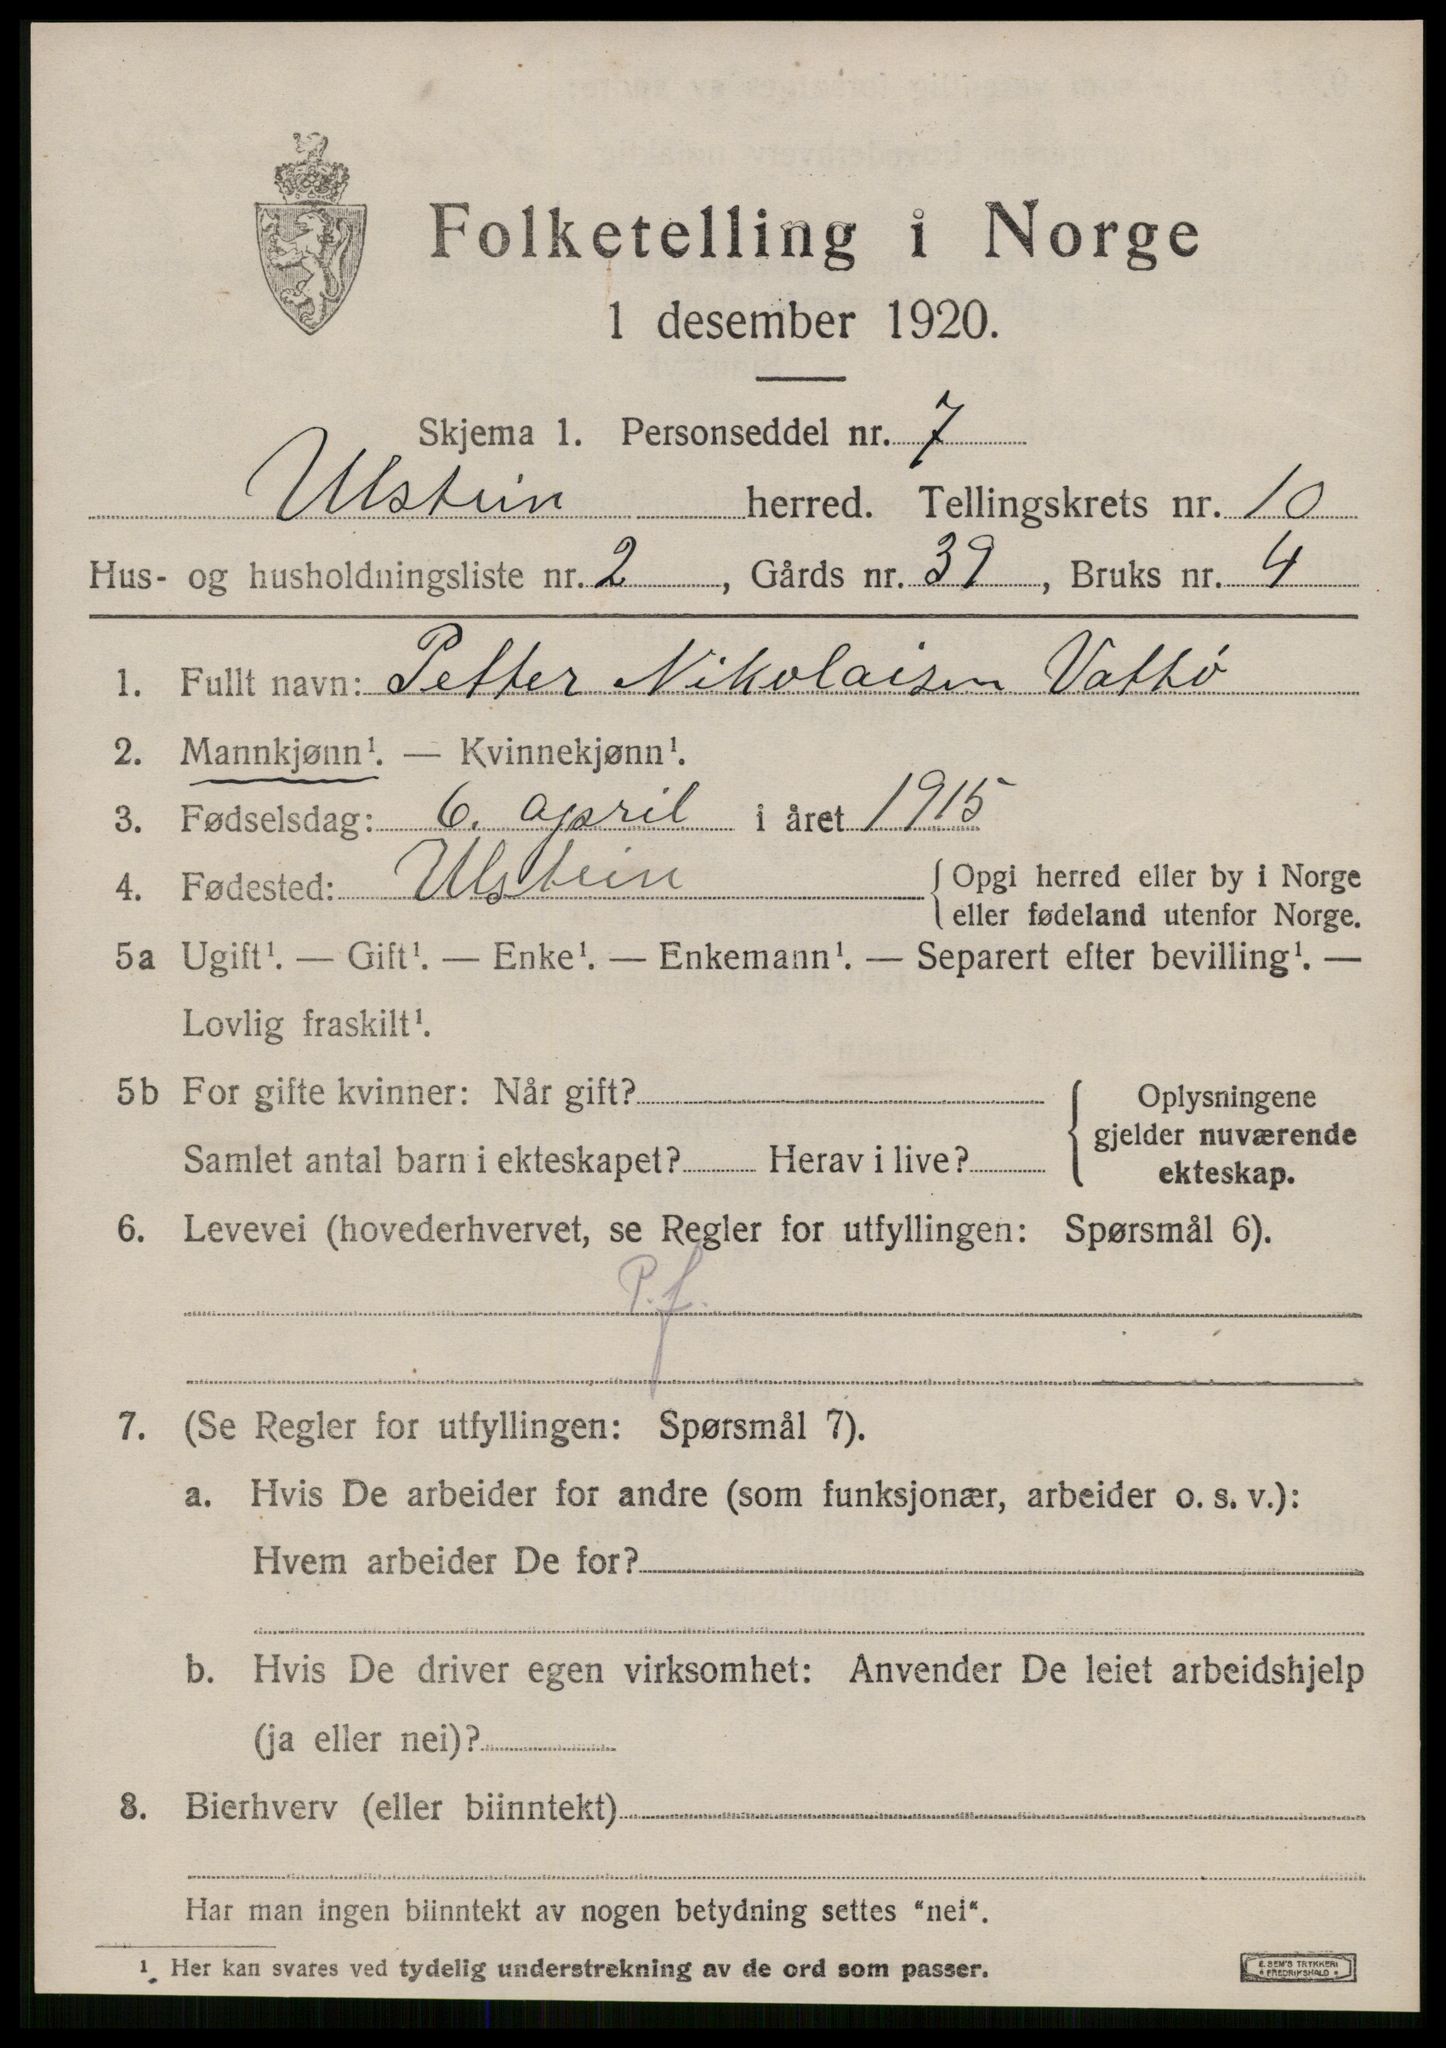 Folketelling i Norge
1 desember 1920.
Skjema 1. Personseddel nr. 7
Ulstein herred. Tellingskrets nr. 10
Hus- og husholdningsliste nr. 2, Gårds nr. 39, Bruks nr. 4
1. Fullt navn: Petter Nikolaisen Vattø
2. Mannkjønn¹. — Kvinnekjønn¹.
3. Fødselsdag: 6. april i året 1915
4. Fødested: Ulstein { Opgi herred eller by i Norge
eller fødeland utenfor Norge.
5a Ugift¹. — Gift¹. — Enke¹. — Enkemann¹. — Separert efter bevilling¹. —
Lovlig fraskilt¹.
5b For gifte kvinner: Når gift?
Samlet antal barn i ekteskapet? Herav i live?
{ Oplysningene
gjelder nuværende
ekteskap.
6. Levevei (hovederhvervet, se Regler for utfyllingen: Spørsmål 6).
P.f.
7. (Se Regler for utfyllingen: Spørsmål 7).
a. Hvis De arbeider for andre (som funksjonær, arbeider o. s. v.):
Hvem arbeider De for?
b. Hvis De driver egen virksomhet: Anvender De leiet arbeidshjelp
(ja eller nei)?
8. Bierhverv (eller biinntekt)
Har man ingen biinntekt av nogen betydning settes "nei".
¹ Her kan svares ved tydelig understrekning av de ord som passer.
E. SEM'S TRYKKERI
FREDRIKSHALD